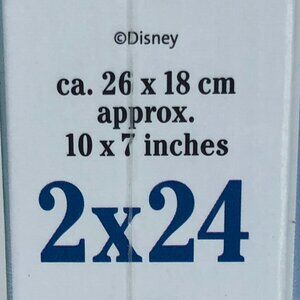 ©Disney
ca. 26 x 18 cm
approx.
10 x 7 inches
2x24